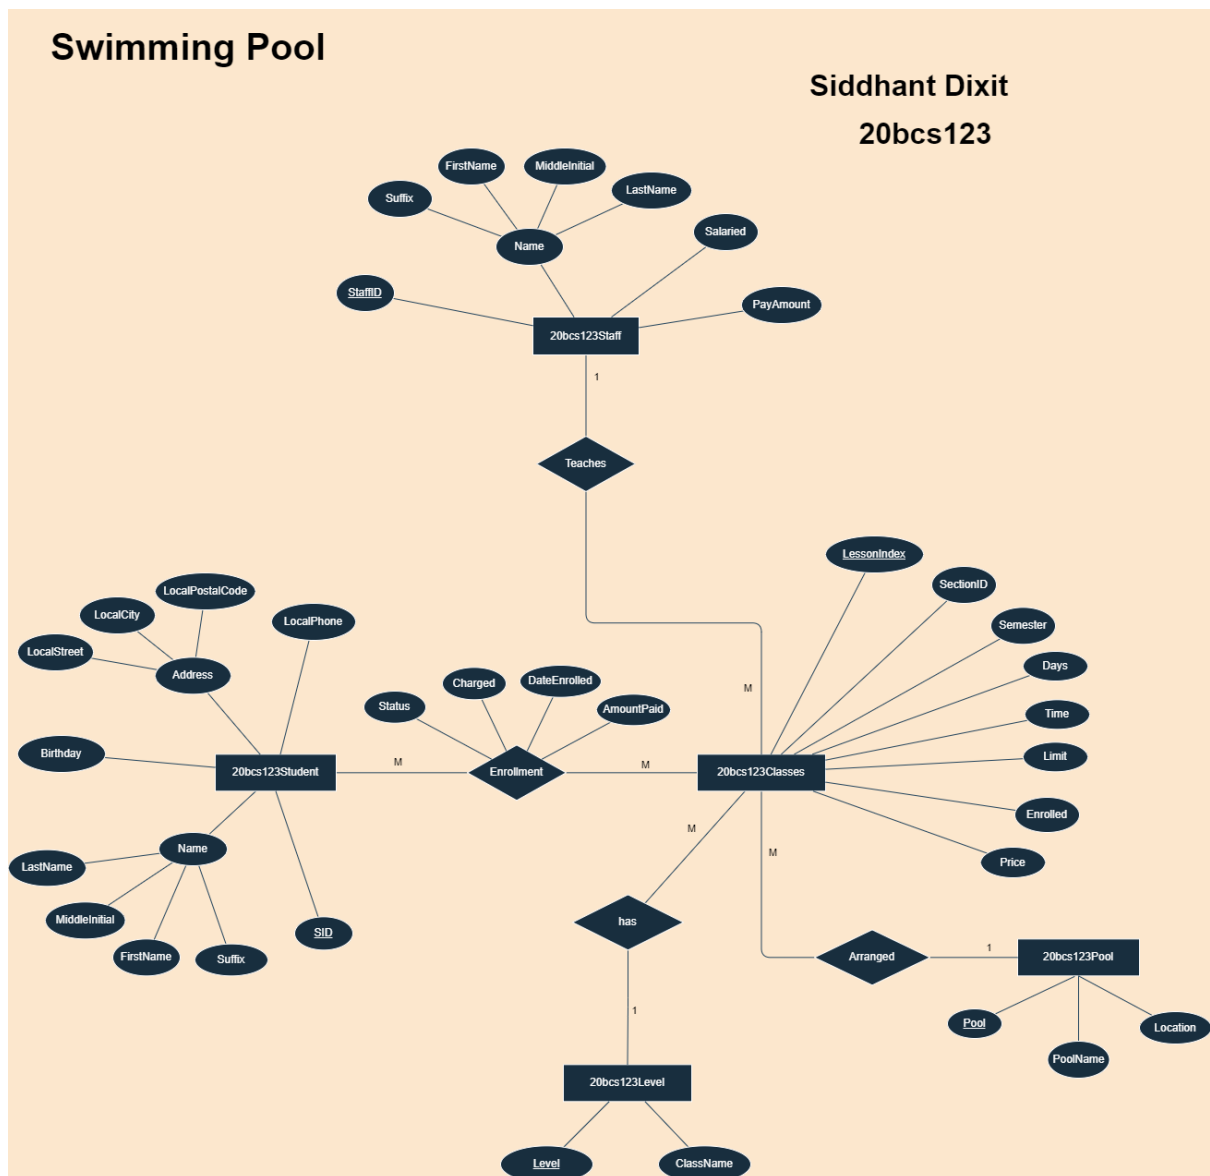 Swimming Pool
Siddhant Dixit
20bcs123
FirstName
MiddleInitial
Suffix
LastName
Name
Salaried
StaffID
PayAmount
20bcs123Staff
1
Teaches
LessonIndex
SectionID
LocalPostalCode
LocalCity
LocalPhone
Semester
LocalStreet
Address
Days
Charged
DateEnrolled
M
Status
AmountPaid
Time
Birthday
Limit
20bcs123Student
M
Enrollment
M
20bcs123Classes
Enrolled
M
M
Name
LastName
Price
MiddleInitial
has
SID
FirstName
Suffix
Arranged
1
20bcs123Pool
1
Pool
Location
PoolName
20bcs123Level
Level
ClassName